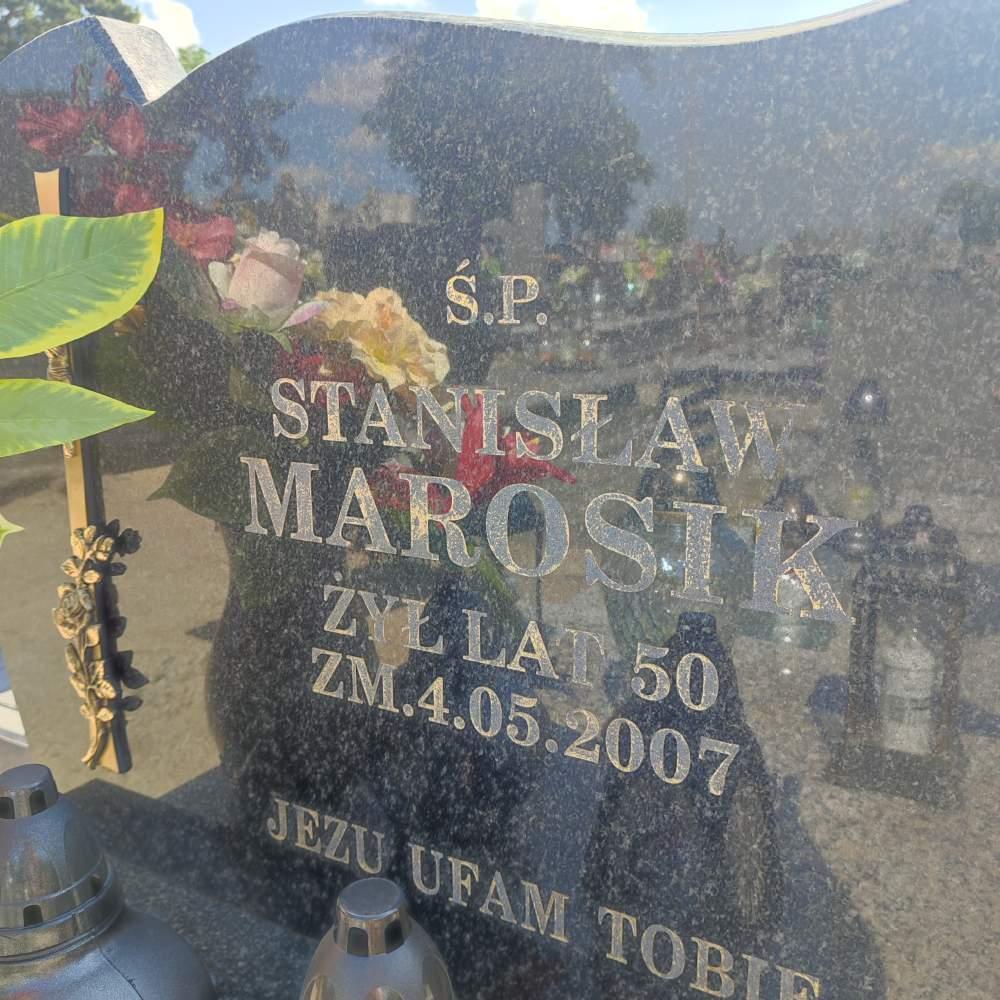 Ś.P.
STANISŁAW
MAROSIK
ŻYŁ LAT 50
ZM.4.05.2007
JEZU UFAM TOBIE